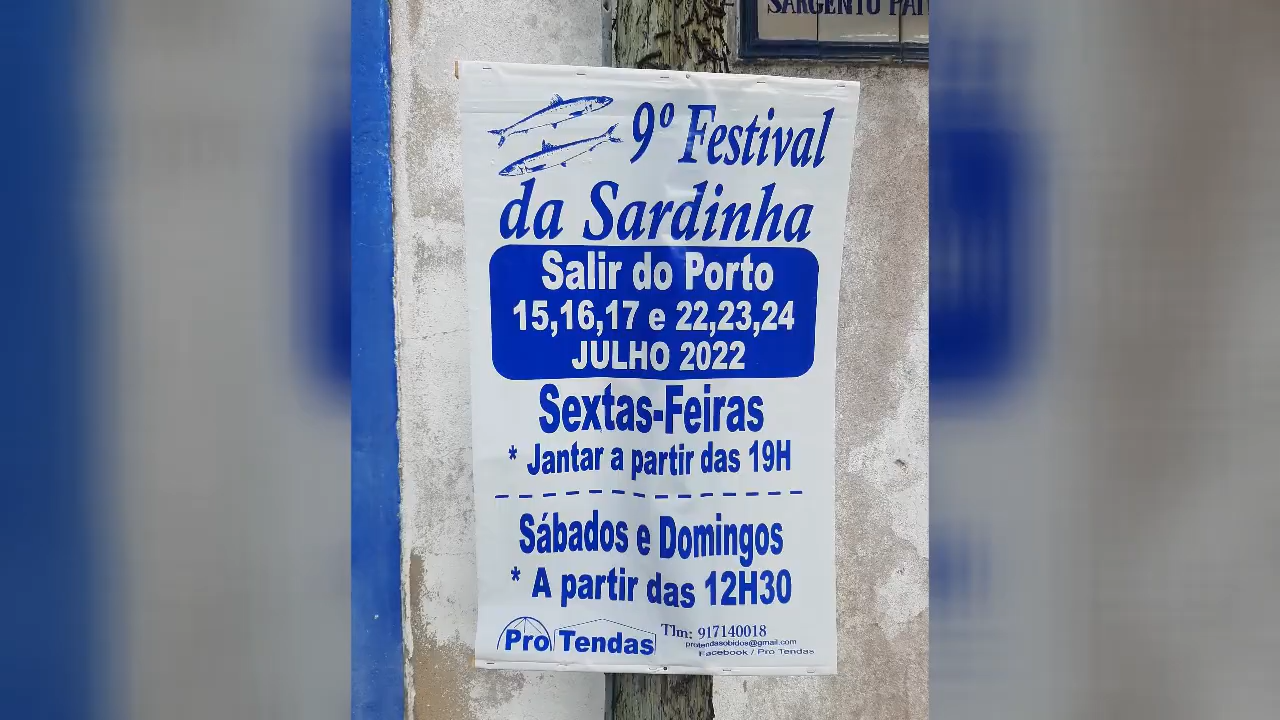 SARGENTO
9º Festival
da Sardinha
Salir do Porto
15,16,17 e 22,23,24
JULHO 2022
Sextas-Feiras
* Jantar a partir das 19H
Sábados e Domingos
* A partir das 12H30
Pro Tendas
Tlm: 917140018
protendasobidos@gmail.com
Facebook / Pro Tendas